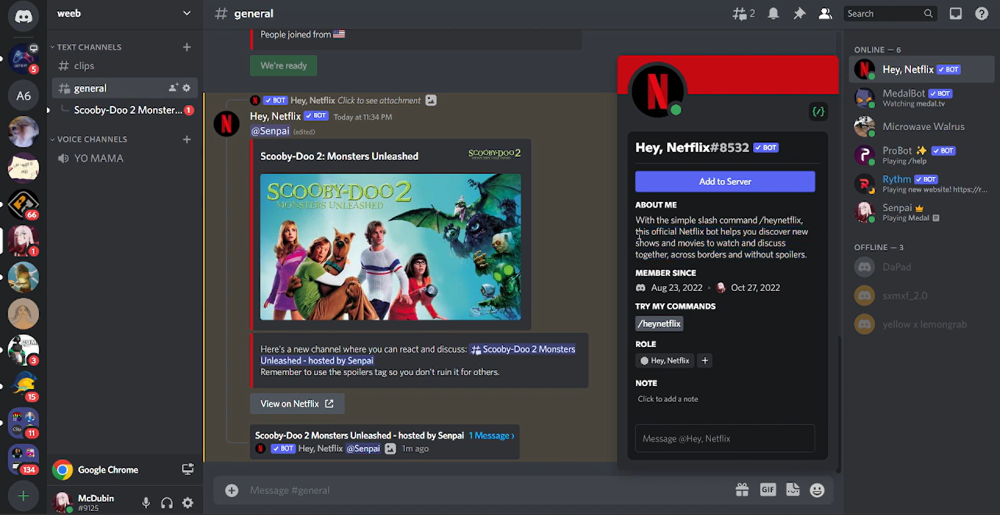 weeb
TEXT CHANNELS
clips
general
Scooby-Doo 2 Monster...
1
VOICE CHANNELS
YO MAMA
5
A6
66
1
3
15
11
134
Google Chrome
McDubin
#9125
general
2
Search
People joined from
We're ready
BOT Hey, Netflix Click to see attachment
Hey, Netflix BOT Today at 11:34 PM
@Senpai (edited)
Scooby-Doo 2: Monsters Unleashed
SCOOBY-DOO 2
MONSTERS UNLEASHED
SCOOBY-DOO 2
MONSTERS UNLEASHED
Here's a new channel where you can react and discuss: Scooby-Doo 2 Monsters
Unleashed - hosted by Senpai
Remember to use the spoilers tag so you don't ruin it for others.
View on Netflix
Scooby-Doo 2 Monsters Unleashed - hosted by Senpai 1 Message ›
BOT Hey, Netflix @Senpai 1m ago
Message #general
GIF
Hey, Netflix#8532 BOT
Add to Server
ABOUT ME
With the simple slash command /heynetflix,
this official Netflix bot helps you discover new
shows and movies to watch and discuss
together, across borders and without spoilers.
MEMBER SINCE
Aug 23, 2022 • Oct 27, 2022
TRY MY COMMANDS
/heynetflix
ROLE
Hey, Netflix +
NOTE
Click to add a note
Message @Hey, Netflix
ONLINE — 6
Hey, Netflix BOT
MedalBot BOT
Watching medal.tv
Microwave Walrus
ProBot ✨ BOT
Playing /help
Rythm BOT
Playing new website! https://r...
Senpai
Playing Medal
OFFLINE — 3
DaPad
sxmxf_2.0
yellow x lemongrab